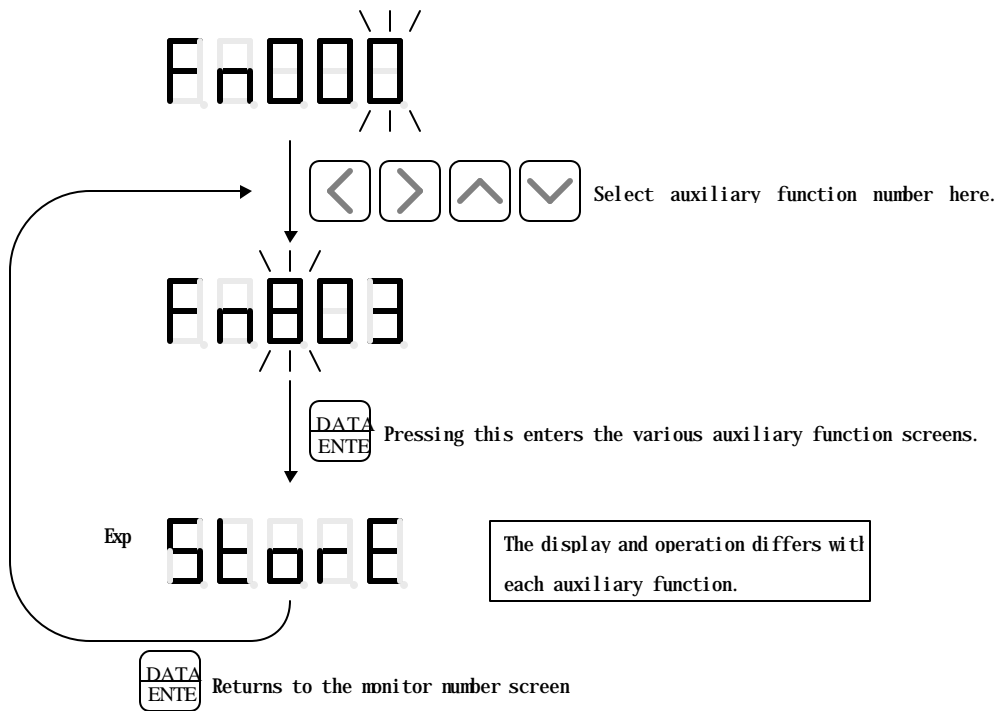 Fn000
Select auxiliary function number here.
Fn803
DATA
ENTE
Pressing this enters the various auxiliary function screens.
Exp
StorE
The display and operation differs with
each auxiliary function.
DATA
ENTE
Returns to the monitor number screen